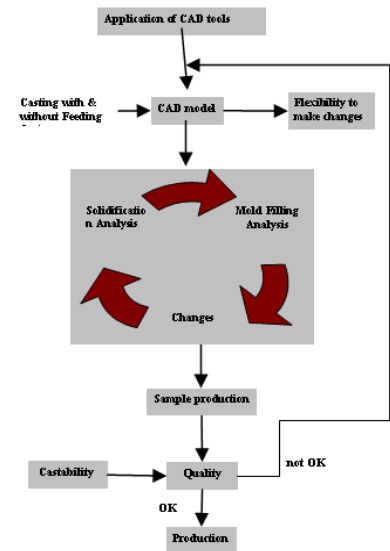 Application of CAD tools
Casting with &
without Feeding
CAD model
Flexibility to
make changes
Solidificatio
n Analysis
Mold Filling
Analysis
Changes
Sample production
Castability
Quality
not OK
OK
Production